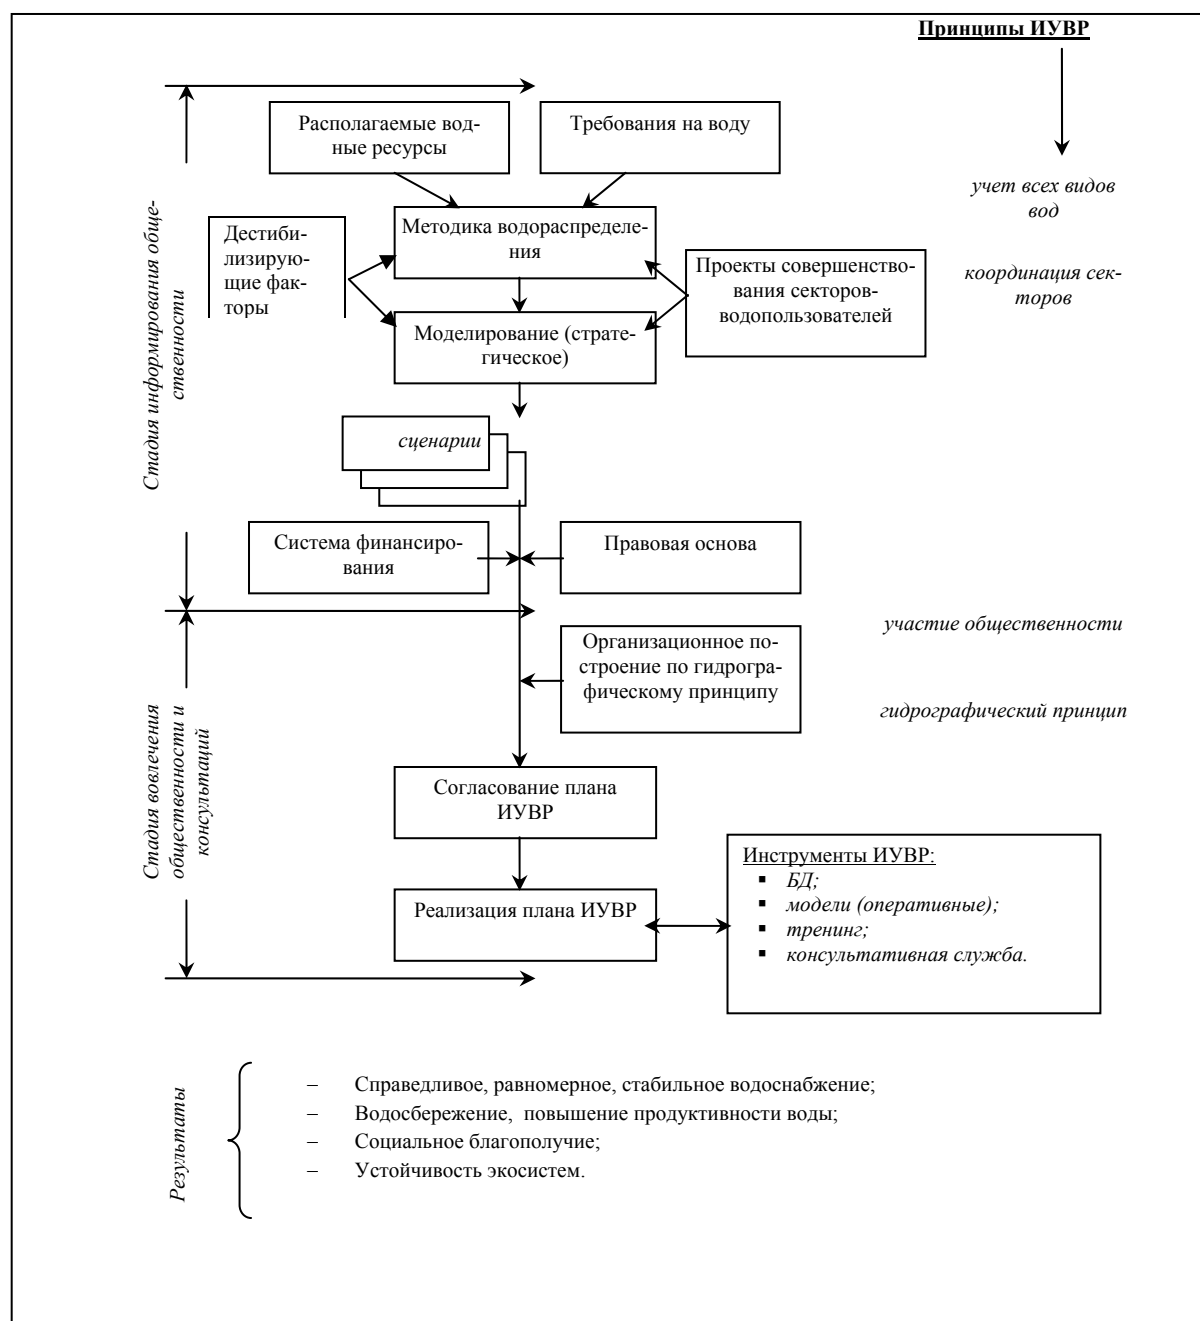 Принципы ИУВР
Располагаемые вод-
ные ресурсы
Требования на воду
учет всех видов
вод
Методика водораспределе-
ния
Дестиби-
лизирую-
щие фак-
торы
Проекты совершенство-
вания секторов-
водопользователей
координация сек-
торов
Моделирование (страте-
гическое)
Стадия информирования обще-
ственности
сценарии
Система финансиро-
вания
Правовая основа
участие общественности
Организационное по-
строение по гидрогра-
фическому принципу
гидрографический принцип
Стадия вовлечения
общественности и
консультаций
Согласование плана
ИУВР
Реализация плана ИУВР
Инструменты ИУВР:
▪ БД;
▪ модели (оперативные);
▪ тренинг;
▪ консультативная служба.
Результаты
– Справедливое, равномерное, стабильное водоснабжение;
– Водосбережение, повышение продуктивности воды;
– Социальное благополучие;
– Устойчивость экосистем.